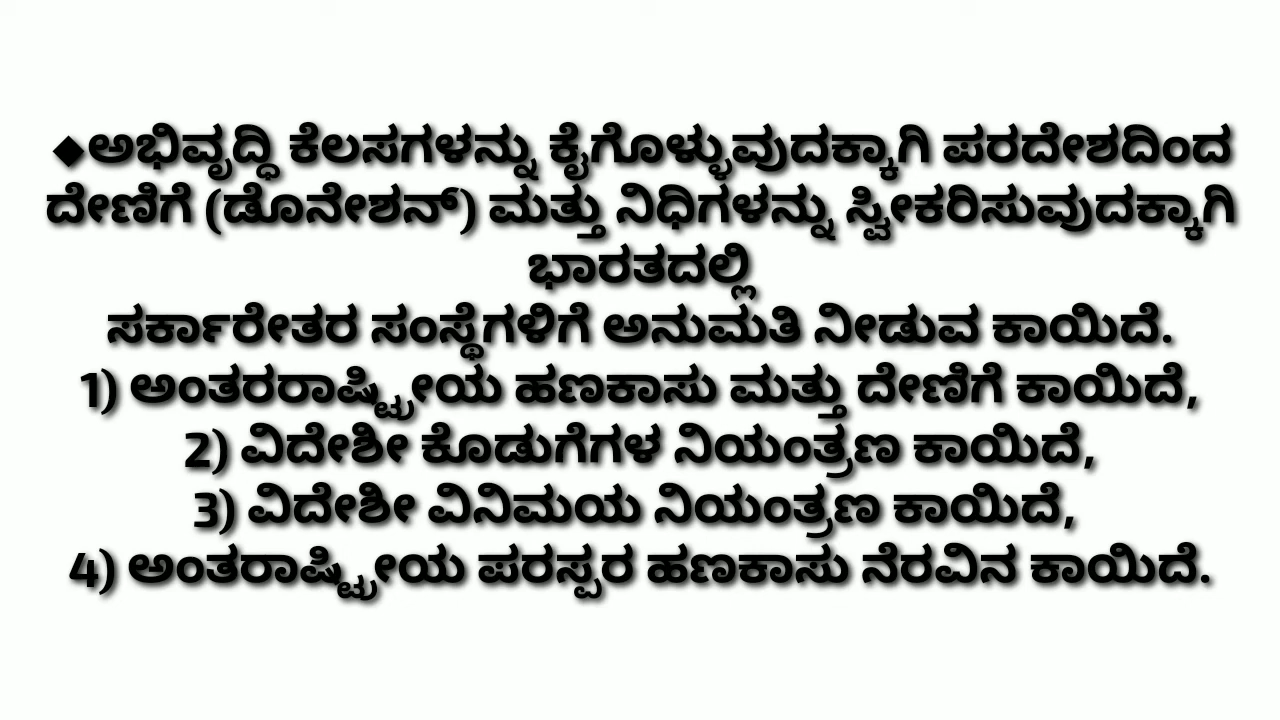 ◆ಅಭಿವೃದ್ಧಿ ಕೆಲಸಗಳನ್ನು ಕೈಗೊಳ್ಳುವುದಕ್ಕಾಗಿ ಪರದೇಶದಿಂದ
ದೇಣಿಗೆ (ಡೊನೇಶನ್) ಮತ್ತು ನಿಧಿಗಳನ್ನು ಸ್ವೀಕರಿಸುವುದಕ್ಕಾಗಿ
ಭಾರತದಲ್ಲಿ
ಸರ್ಕಾರೇತರ ಸಂಸ್ಥೆಗಳಿಗೆ ಅನುಮತಿ ನೀಡುವ ಕಾಯಿದೆ.
1) ಅಂತರರಾಷ್ಟ್ರೀಯ ಹಣಕಾಸು ಮತ್ತು ದೇಣಿಗೆ ಕಾಯಿದೆ,
2) ವಿದೇಶೀ ಕೊಡುಗೆಗಳ ನಿಯಂತ್ರಣ ಕಾಯಿದೆ,
3) ವಿದೇಶೀ ವಿನಿಮಯ ನಿಯಂತ್ರಣ ಕಾಯಿದೆ,
4) ಅಂತರಾಷ್ಟ್ರೀಯ ಪರಸ್ಪರ ಹಣಕಾಸು ನೆರವಿನ ಕಾಯಿದೆ.